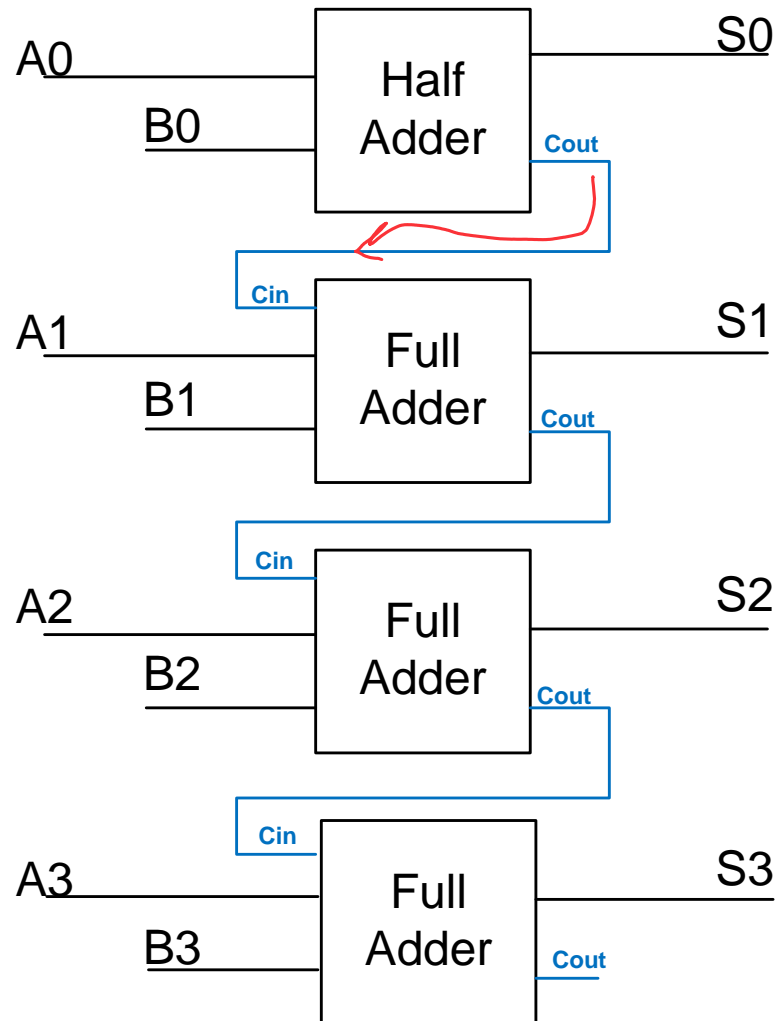 A0
S0
Half
Adder
B0
Cout
Cin
A1
S1
Full
Adder
B1
Cout
Cin
A2
S2
Full
Adder
B2
Cout
Cin
A3
S3
Full
Adder
B3
Cout